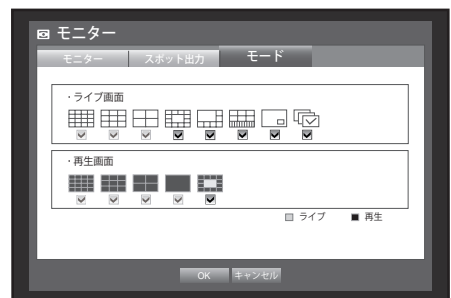 モニター
モニター スポット出力 モード
・ライブ画面
・再生画面
ライブ 再生
OK キャンセル